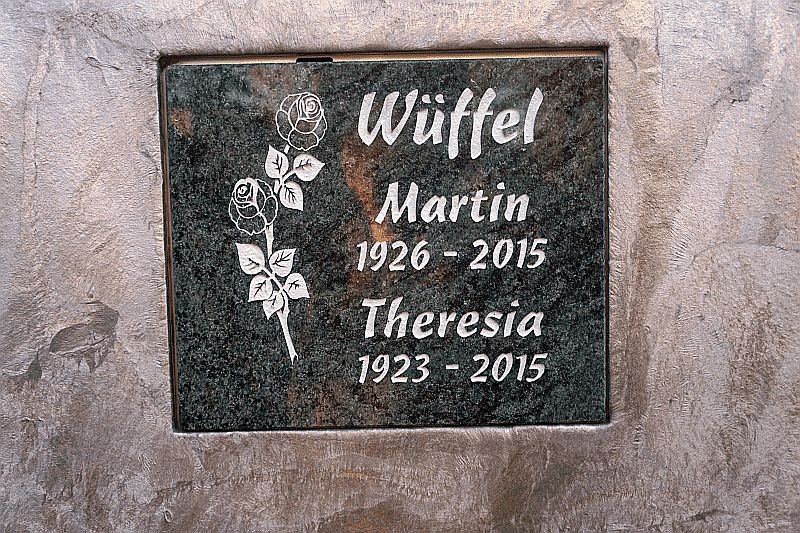 Wüffel
Martin
1926 - 2015
Theresia
1923 - 2015